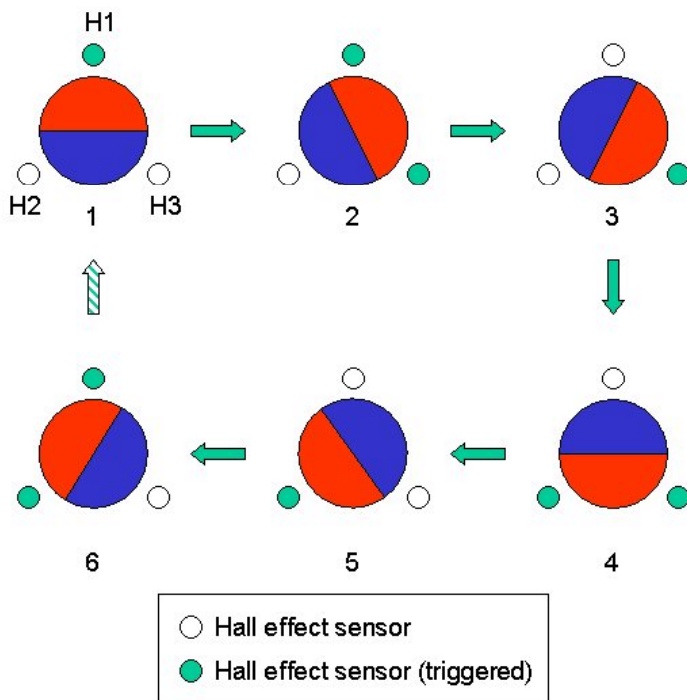 H1
H2
H3
1
2
3
6
5
4
Hall effect sensor
Hall effect sensor (triggered)